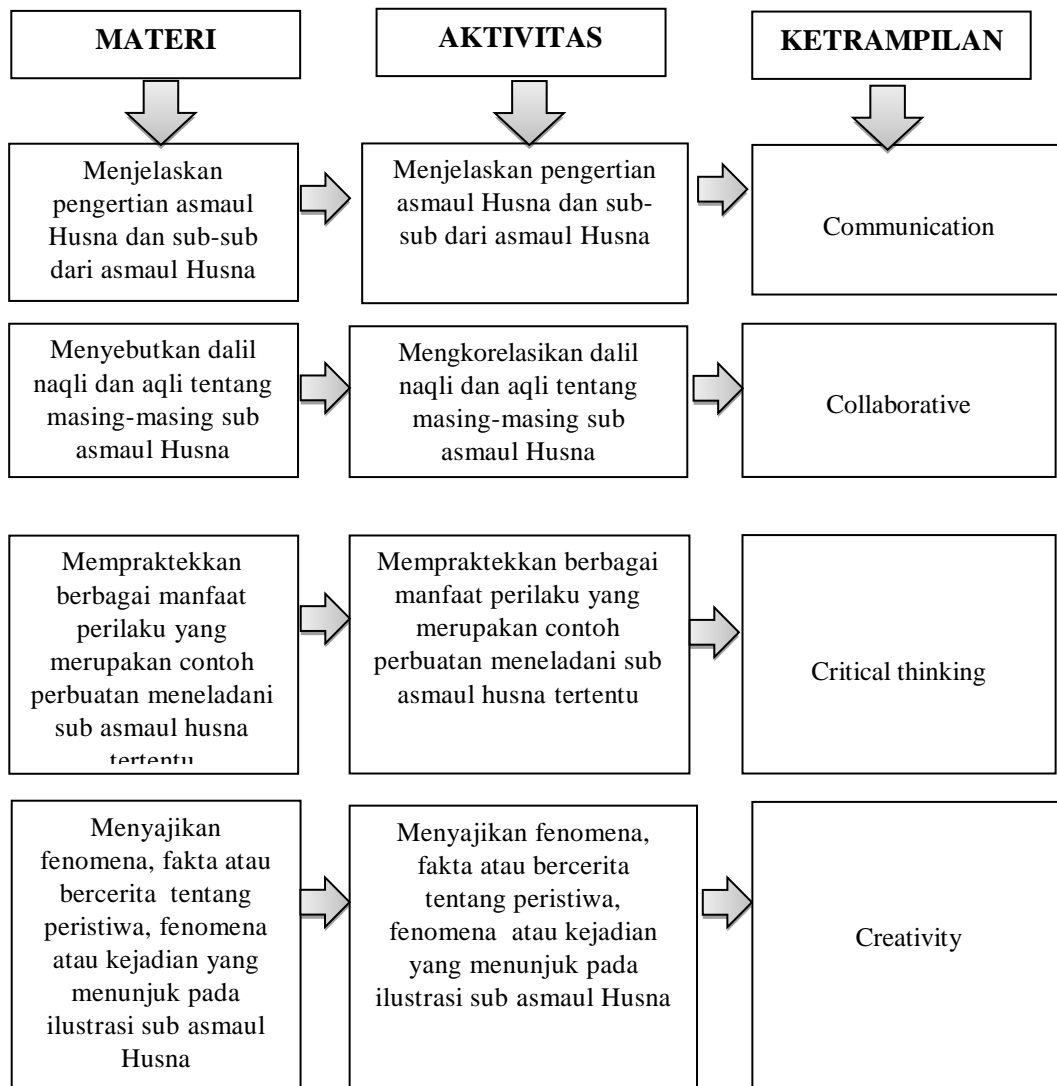 MATERI
AKTIVITAS
KETRAMPILAN
Menjelaskan
pengertian asmaul
Husna dan sub-sub
dari asmaul Husna
Menjelaskan pengertian
asmaul Husna dan sub-
sub dari asmaul Husna
Communication
Menyebutkan dalil
naqli dan aqli tentang
masing-masing sub
asmaul Husna
Mengkorelasikan dalil
naqli dan aqli tentang
masing-masing sub
asmaul Husna
Collaborative
Mempraktekkan
berbagai manfaat
perilaku yang
merupakan contoh
perbuatan meneladani
sub asmaul husna
tertentu
Mempraktekkan berbagai
manfaat perilaku yang
merupakan contoh
perbuatan meneladani sub
asmaul husna tertentu
Critical thinking
Menyajikan
fenomena, fakta atau
bercerita tentang
peristiwa, fenomena
atau kejadian yang
menunjuk pada
ilustrasi sub asmaul
Husna
Menyajikan fenomena,
fakta atau bercerita
tentang peristiwa,
fenomena atau kejadian
yang menunjuk pada
ilustrasi sub asmaul Husna
Creativity